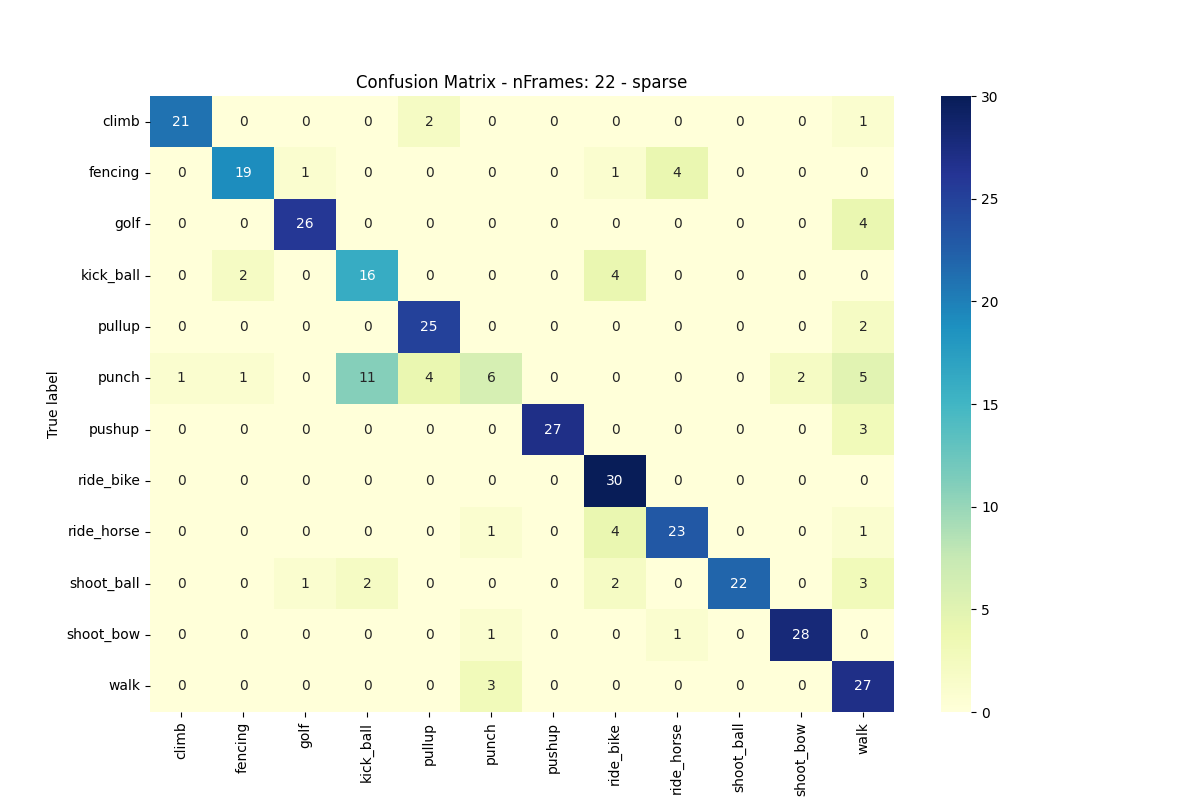 Confusion Matrix - nFrames: 22 - sparse
climb 21 0 0 0 2 0 0 0 0 0 0 1
fencing 0 19 1 0 0 0 0 1 4 0 0 0
golf 0 0 26 0 0 0 0 0 0 0 0 4
kick_ball 0 2 0 16 0 0 0 4 0 0 0 0
pullup 0 0 0 0 25 0 0 0 0 0 0 2
punch 1 1 0 11 4 6 0 0 0 0 2 5
pushup 0 0 0 0 0 0 27 0 0 0 0 3
ride_bike 0 0 0 0 0 0 0 30 0 0 0 0
ride_horse 0 0 0 0 0 1 0 4 23 0 0 1
shoot_ball 0 0 1 2 0 0 0 2 0 22 0 3
shoot_bow 0 0 0 0 0 1 0 0 1 0 28 0
walk 0 0 0 0 0 3 0 0 0 0 0 27
True label
climb fencing golf kick_ball pullup punch pushup ride_bike ride_horse shoot_ball shoot_bow walk
30
25
20
15
10
5
0